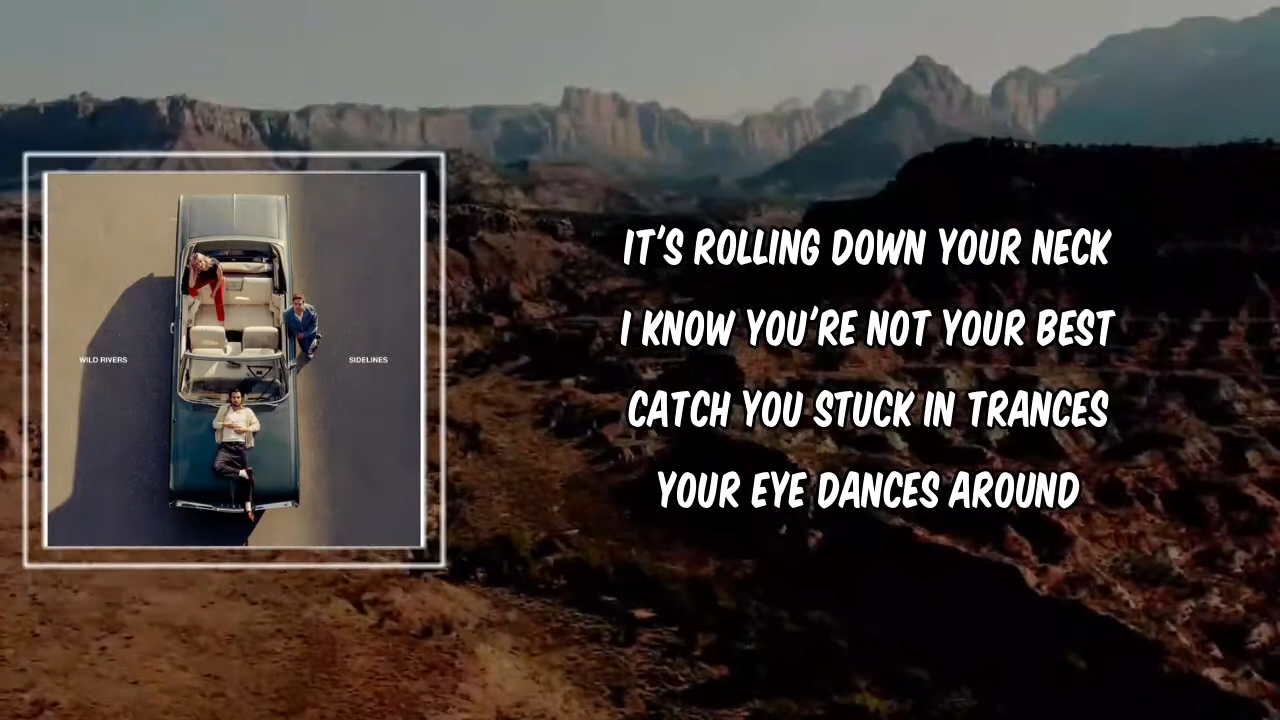 WILD RIVERS
SIDELINES
IT'S ROLLING DOWN YOUR NECK
I KNOW YOU'RE NOT YOUR BEST
CATCH YOU STUCK IN TRANCES
YOUR EYE DANCES AROUND